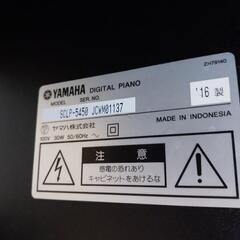 ZH79140
YAMAHA DIGITAL PIANO
MODEL SER. NO.
SCLP-5450 JCWM01137
'16 製
ヤマハ株式会社
100V 30W 50/60Hz
MADE IN INDONESIA
注意
感電の恐れあり
キャビネットをあけるな